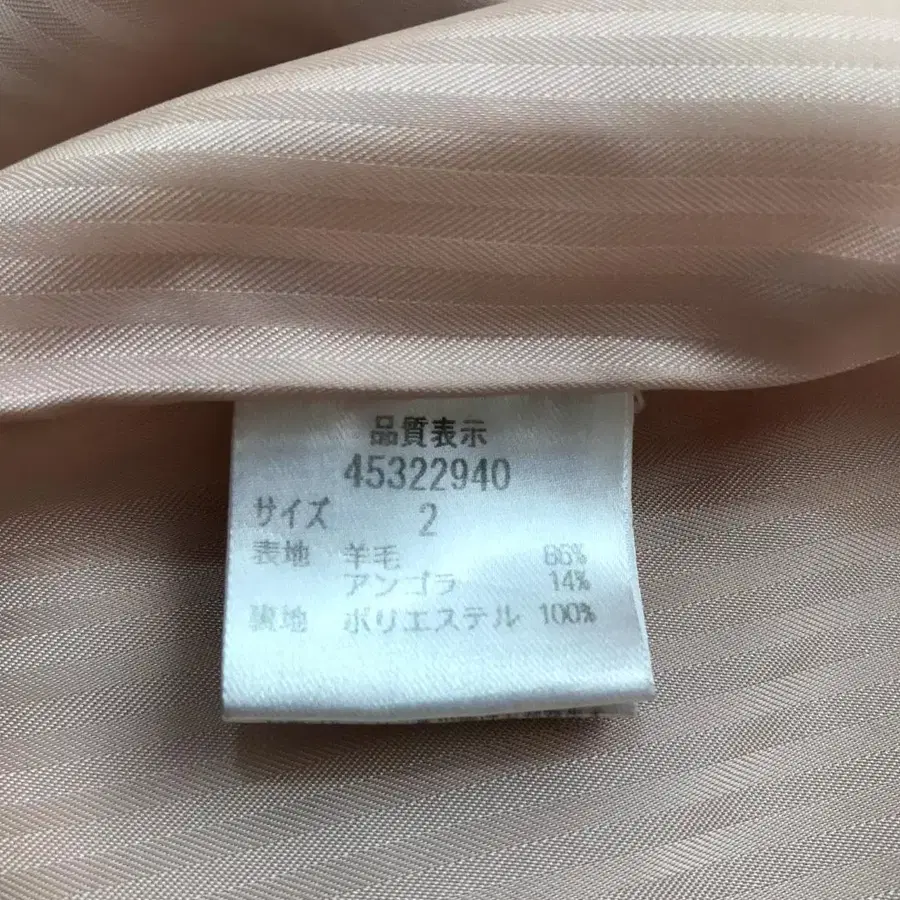 品質表示
45322940
サイズ 2
表地 羊毛 86%
アンゴラ 14%
裏地 ポリエステル 100%